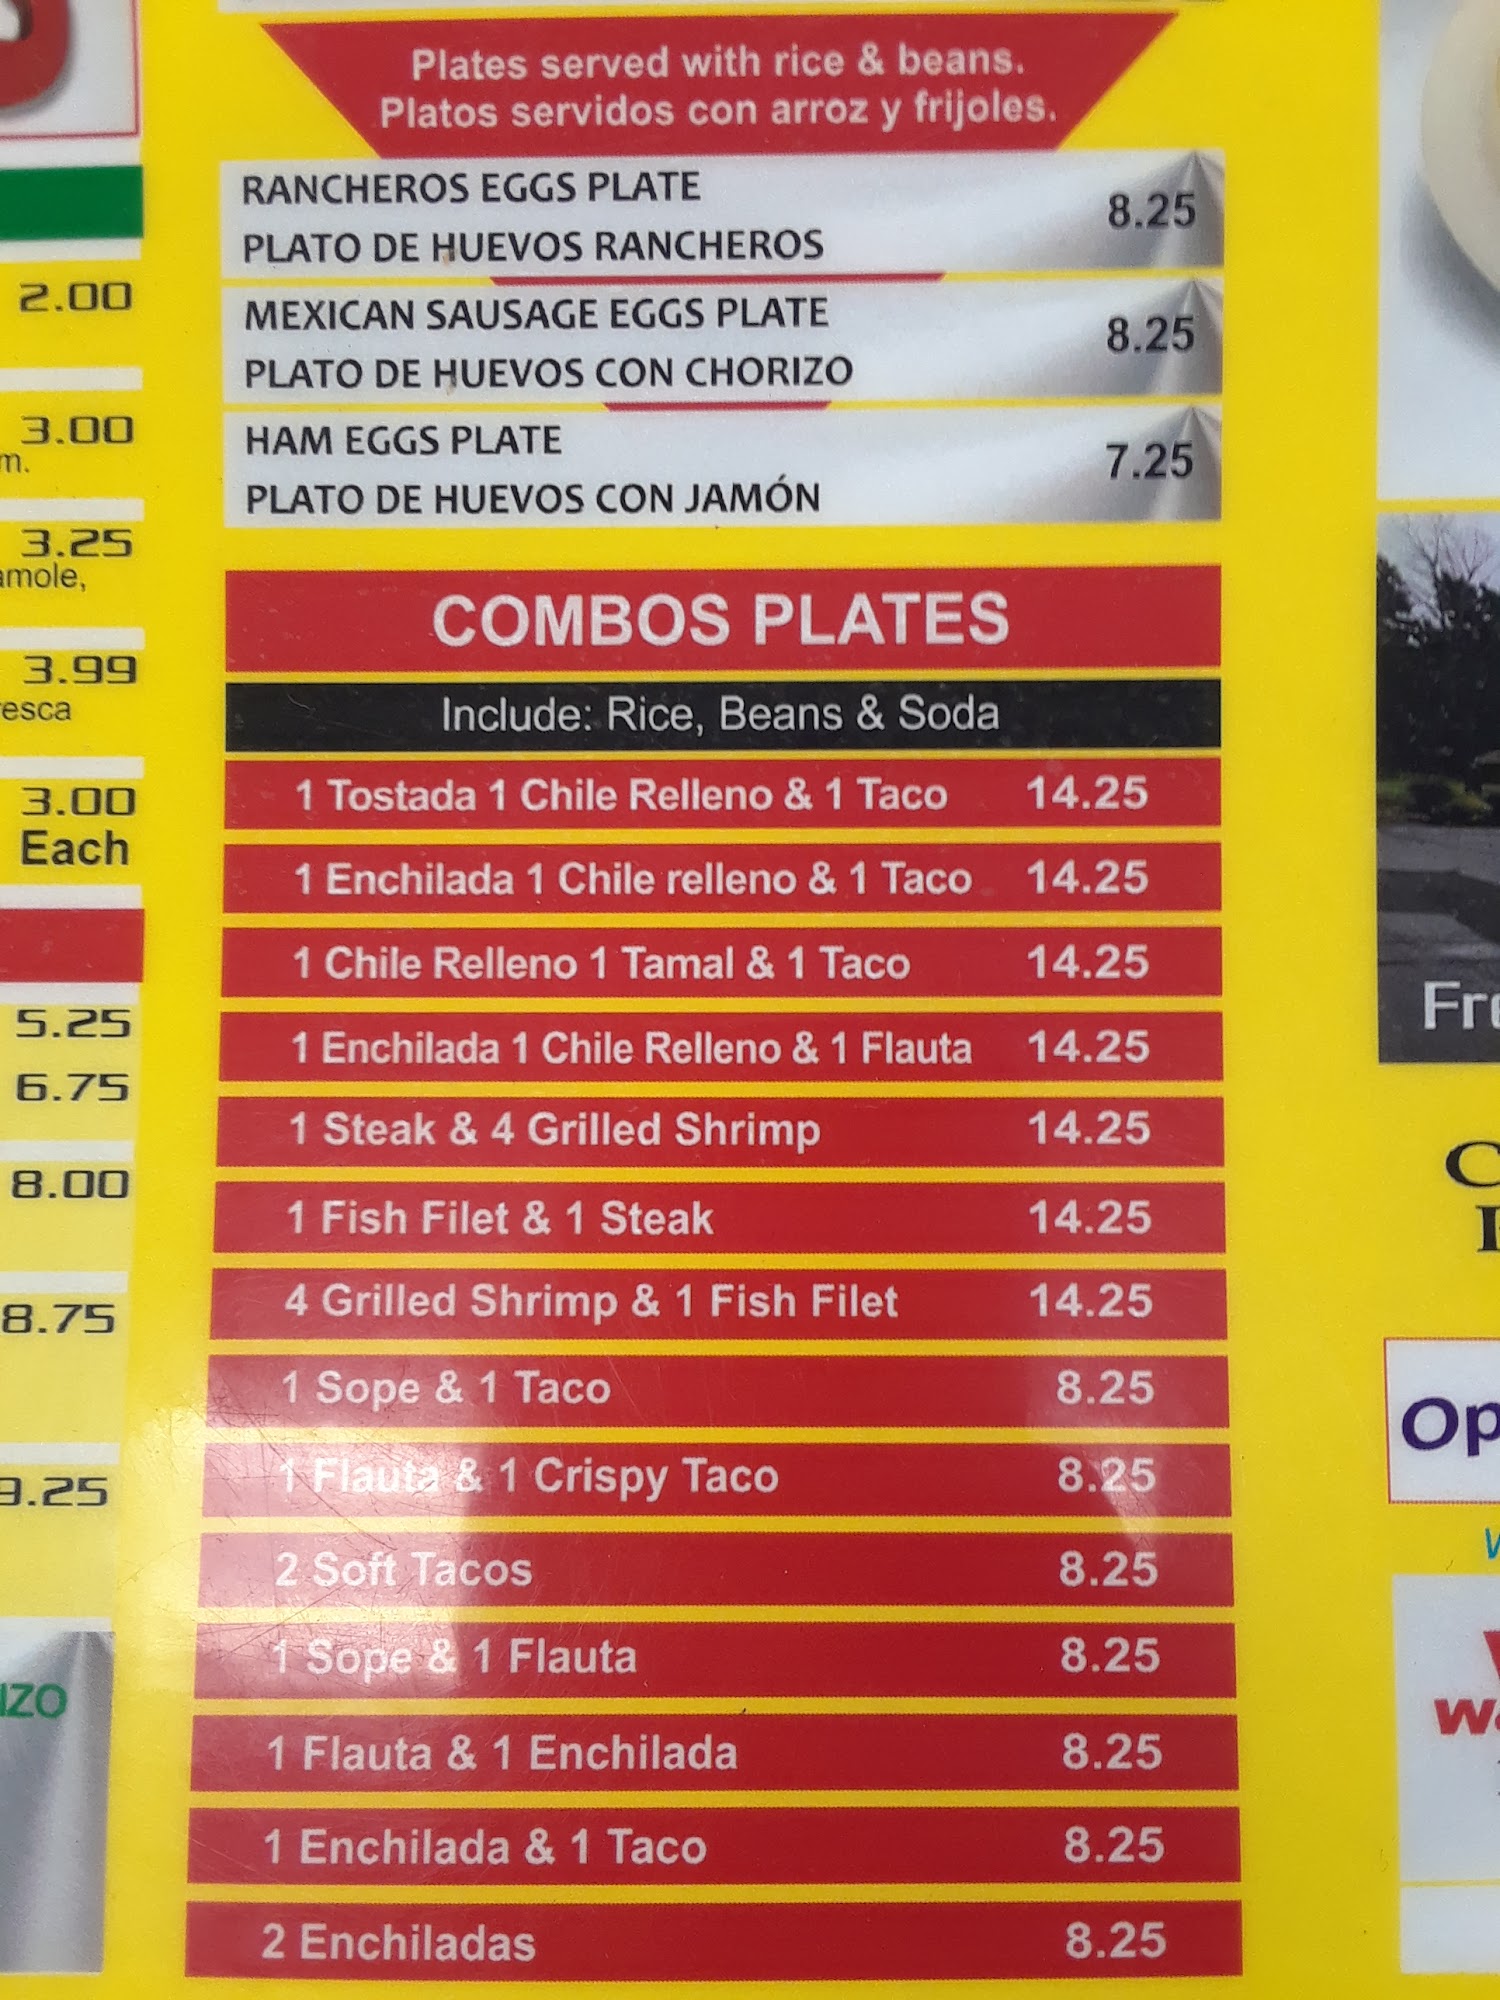 2.00
3.00
m.
3.25
amole,
3.99
resca
3.00
Each
5.25
6.75
8.00
8.75
9.25
IZO
Plates served with rice & beans.
Platos servidos con arroz y frijoles.
RANCHEROS EGGS PLATE
PLATO DE HUEVOS RANCHEROS 8.25
MEXICAN SAUSAGE EGGS PLATE
PLATO DE HUEVOS CON CHORIZO 8.25
HAM EGGS PLATE
PLATO DE HUEVOS CON JAMÓN 7.25
COMBOS PLATES
Include: Rice, Beans & Soda
1 Tostada 1 Chile Relleno & 1 Taco 14.25
1 Enchilada 1 Chile relleno & 1 Taco 14.25
1 Chile Relleno 1 Tamal & 1 Taco 14.25
1 Enchilada 1 Chile Relleno & 1 Flauta 14.25
1 Steak & 4 Grilled Shrimp 14.25
1 Fish Filet & 1 Steak 14.25
4 Grilled Shrimp & 1 Fish Filet 14.25
1 Sope & 1 Taco 8.25
1 Flauta & 1 Crispy Taco 8.25
2 Soft Tacos 8.25
1 Sope & 1 Flauta 8.25
1 Flauta & 1 Enchilada 8.25
1 Enchilada & 1 Taco 8.25
2 Enchiladas 8.25
Fre
Op